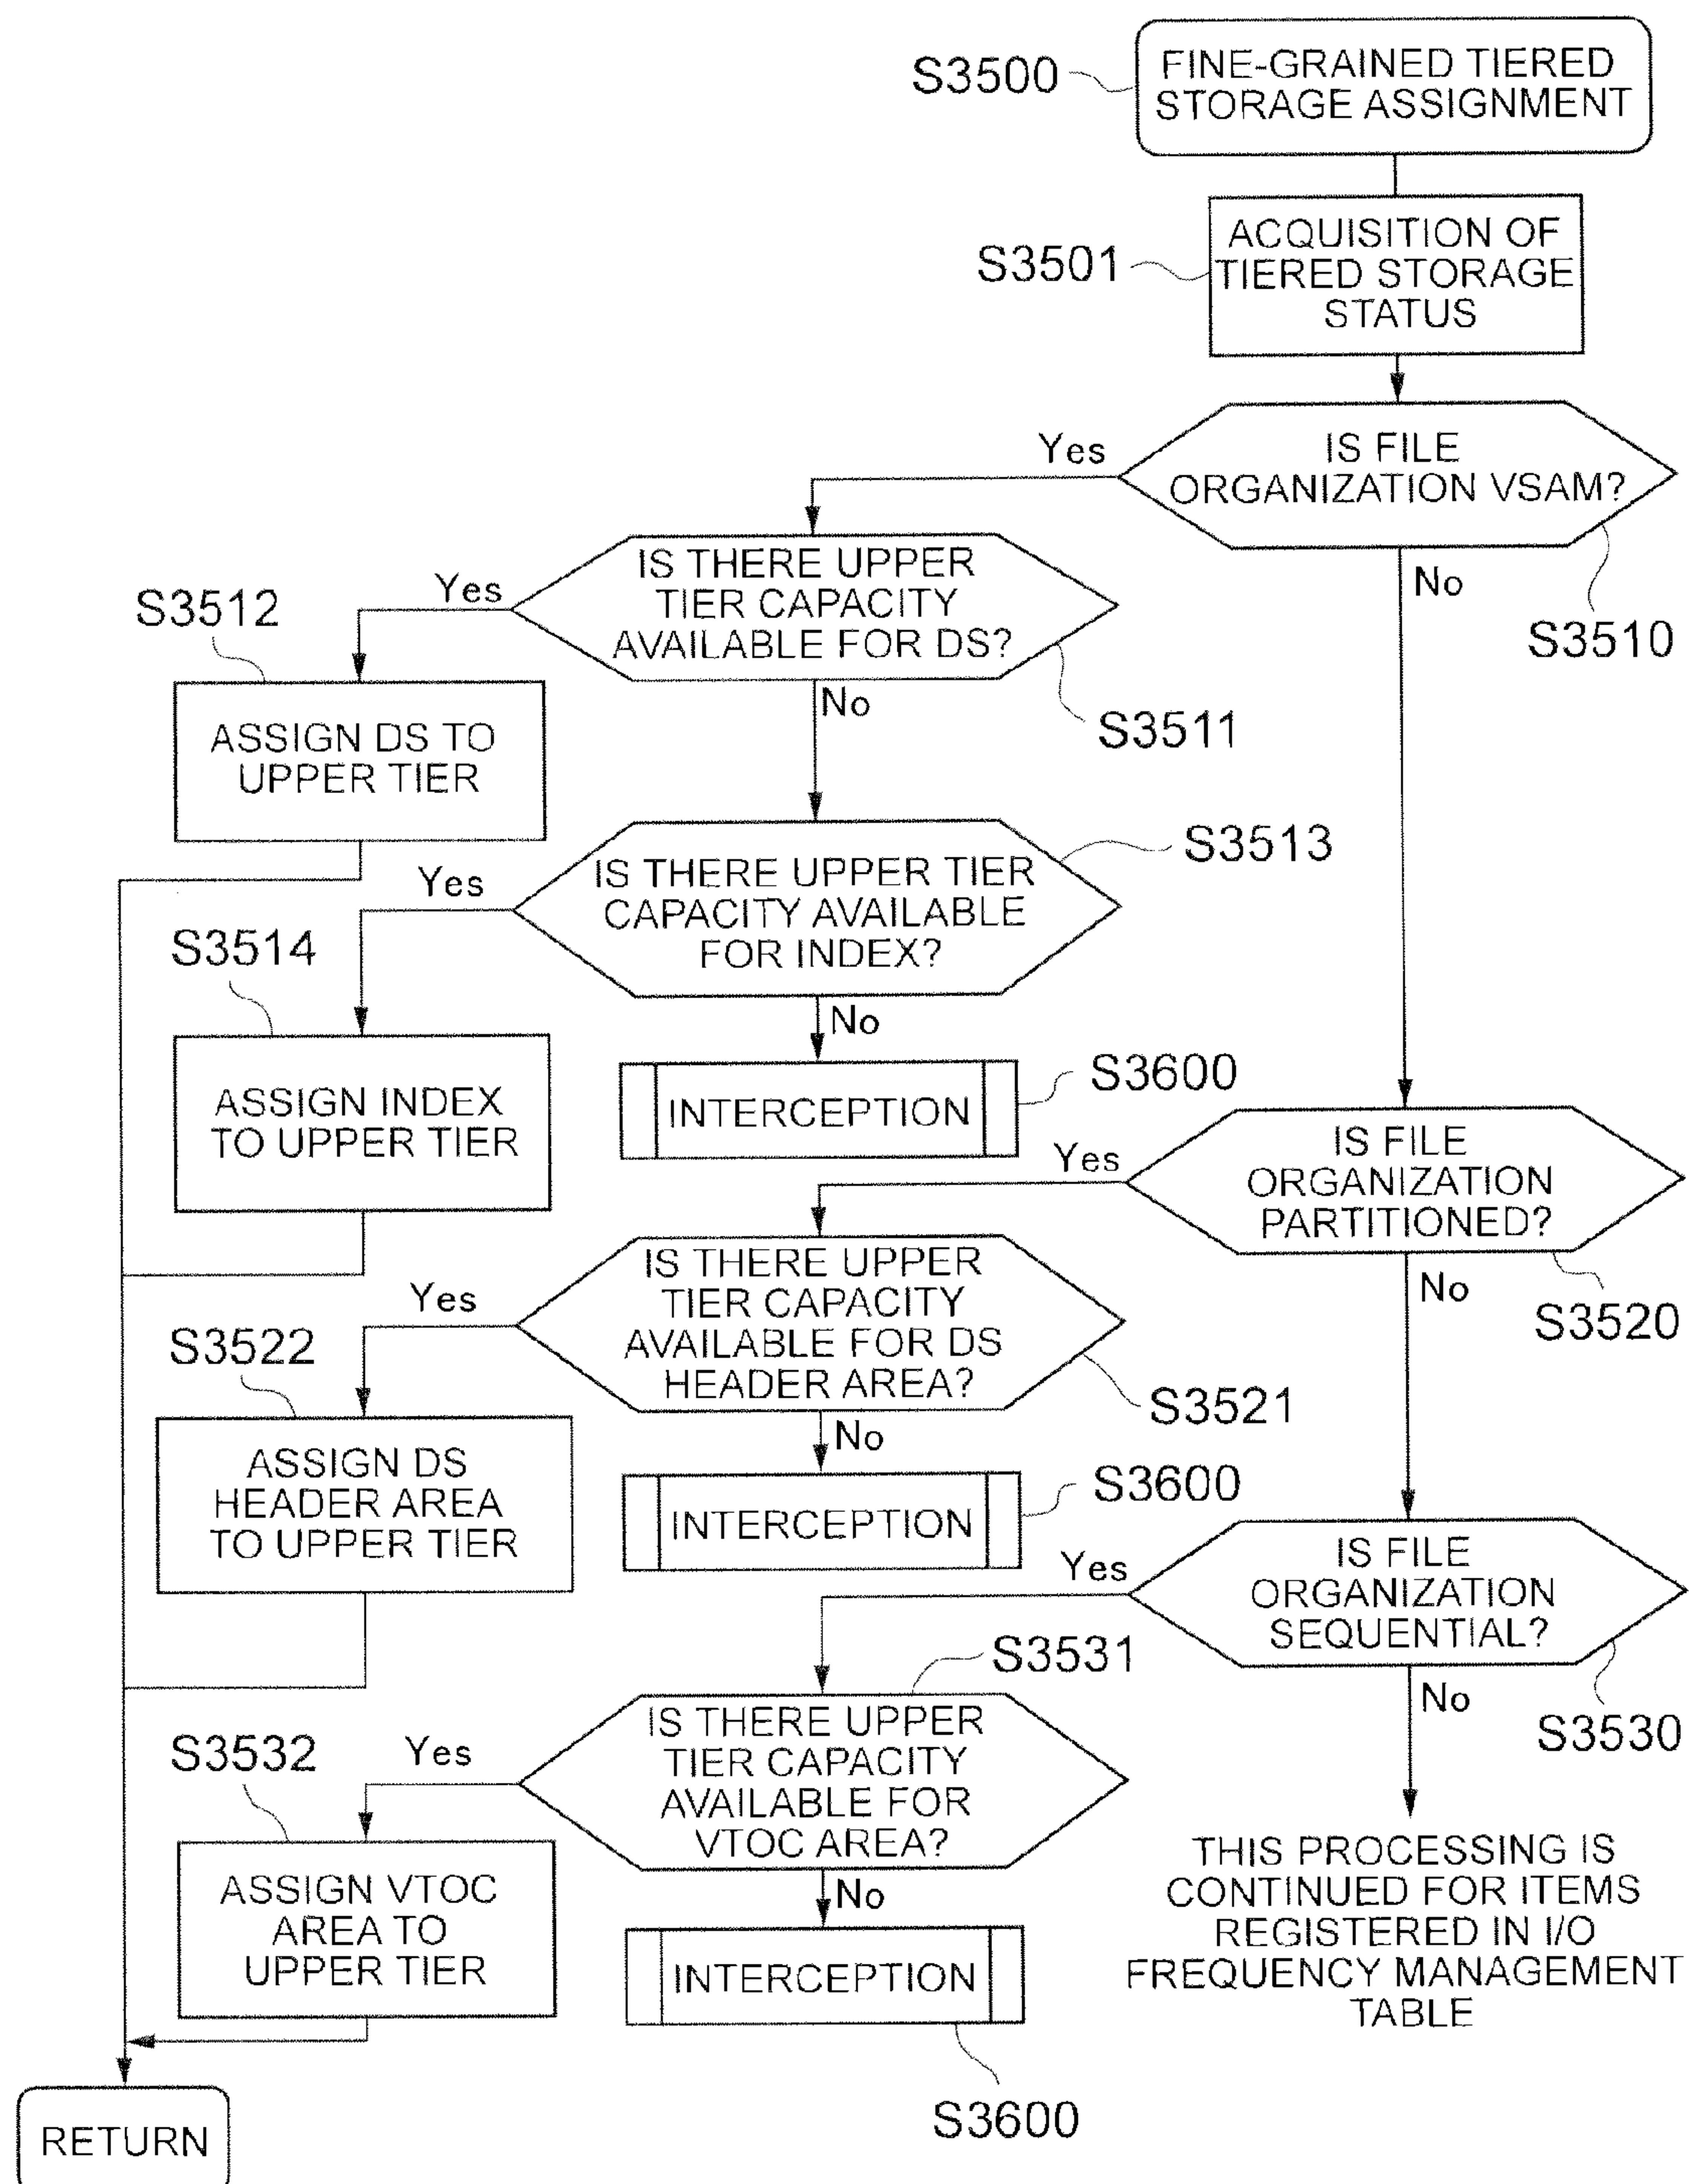 S3500
FINE-GRAINED TIERED
STORAGE ASSIGNMENT
S3501
ACQUISITION OF
TIERED STORAGE
STATUS
Yes
IS FILE
ORGANIZATION VSAM?
No
S3510
IS THERE UPPER
TIER CAPACITY
AVAILABLE FOR DS?
Yes
No
S3511
S3512
ASSIGN DS TO
UPPER TIER
S3513
IS THERE UPPER TIER
CAPACITY AVAILABLE
FOR INDEX?
Yes
No
S3514
ASSIGN INDEX
TO UPPER TIER
INTERCEPTION
S3600
Yes
IS FILE
ORGANIZATION
PARTITIONED?
No
S3520
IS THERE UPPER
TIER CAPACITY
AVAILABLE FOR DS
HEADER AREA?
Yes
No
S3521
S3522
ASSIGN DS
HEADER AREA
TO UPPER TIER
INTERCEPTION
S3600
Yes
IS FILE
ORGANIZATION
SEQUENTIAL?
No
S3530
S3531
IS THERE UPPER
TIER CAPACITY
AVAILABLE FOR
VTOC AREA?
Yes
No
S3532
ASSIGN VTOC
AREA TO
UPPER TIER
INTERCEPTION
S3600
THIS PROCESSING IS
CONTINUED FOR ITEMS
REGISTERED IN I/O
FREQUENCY MANAGEMENT
TABLE
RETURN